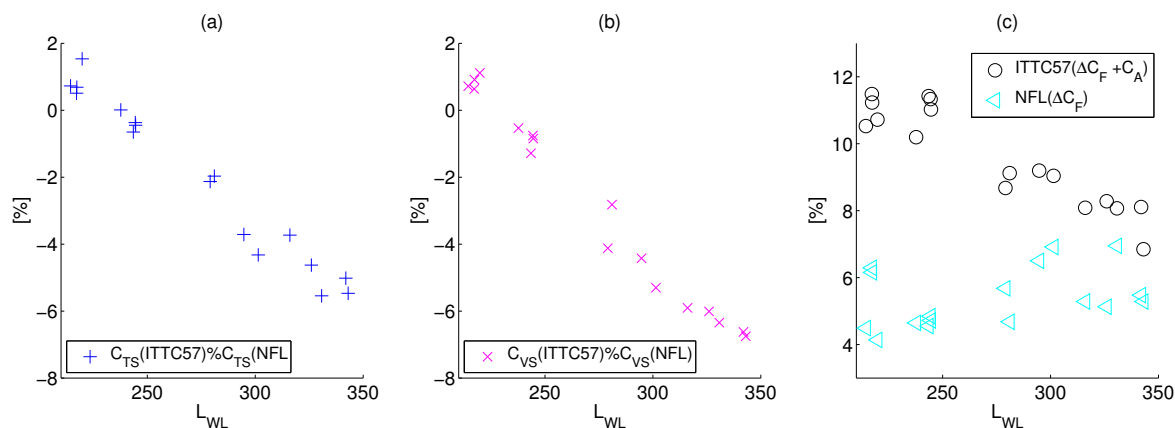 (a)
2
0
−2
−4
−6
−8
[%]
250
300
350
L_WL
C_TS(ITTC57)%C_TS(NFL
(b)
2
0
−2
−4
−6
−8
[%]
250
300
350
L_WL
C_VS(ITTC57)%C_VS(NFL)
(c)
12
10
8
6
4
[%]
250
300
350
L_WL
ITTC57(ΔC_F +C_A)
NFL(ΔC_F)